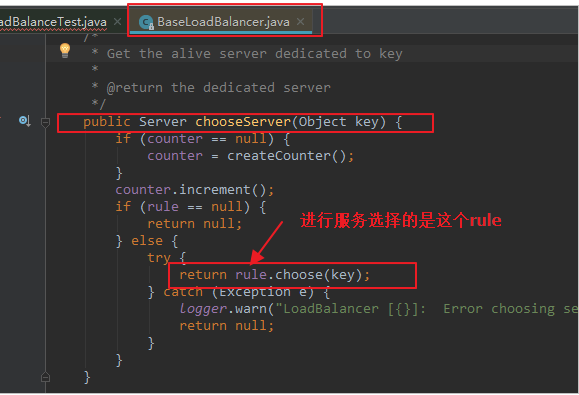 adBalanceTest.java × BaseLoadBalancer.java ×
/*
* Get the alive server dedicated to key
*
* @return the dedicated server
*/
public Server chooseServer(Object key) {
if (counter == null) {
counter = createCounter();
}
counter.increment();
if (rule == null) {
return null;
} else {
进行服务选择的是这个rule
try {
return rule.choose(key);
} catch (Exception e) {
logger.warn("LoadBalancer [{}]:  Error choosing se
return null;
}
}
}